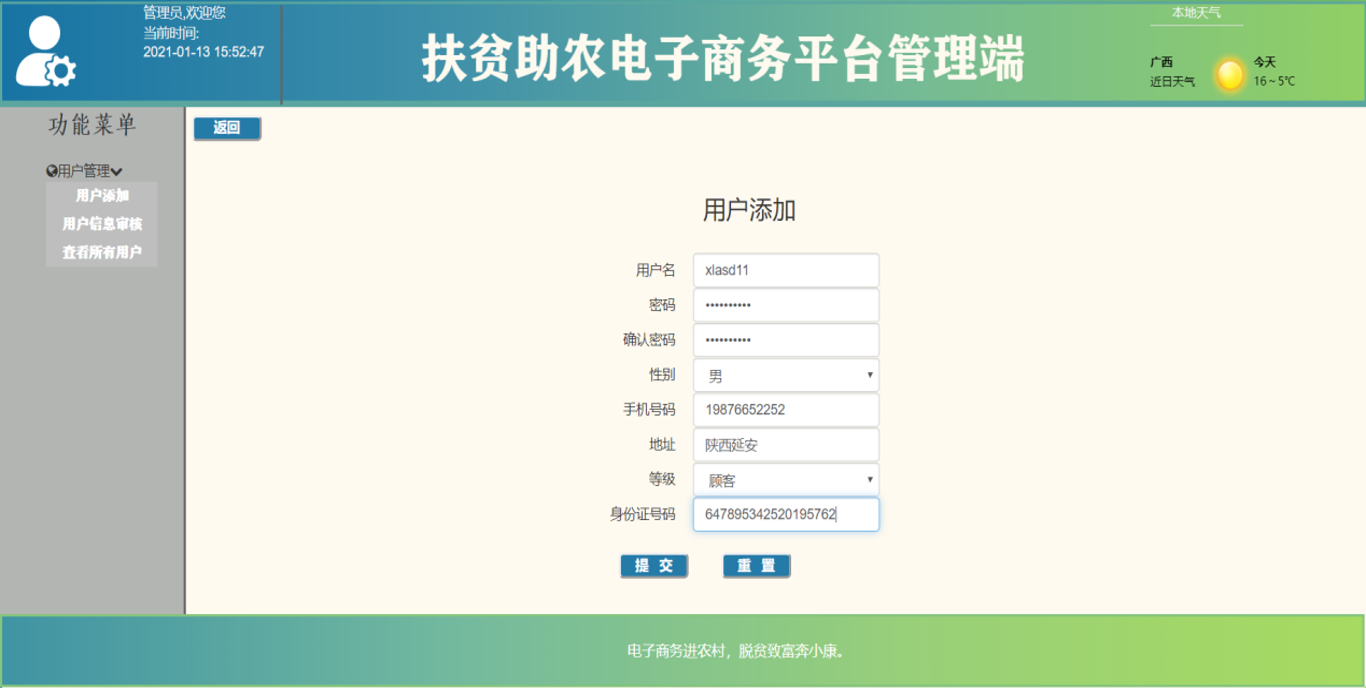 管理员,欢迎您
当前时间:
2021-01-13 15:52:47
扶贫助农电子商务平台管理端
本地天气
广西
近日天气
今天
16 ~ 5℃
功能菜单
用户管理
用户添加
用户信息审核
查看所有用户
返回
用户添加
用户名 xlasd11
密码 ••••••••••
确认密码 ••••••••••
性别 男
手机号码 19876652252
地址 陕西延安
等级 顾客
身份证号码 647895342520195762
提 交 重 置
电子商务进农村，脱贫致富奔小康。